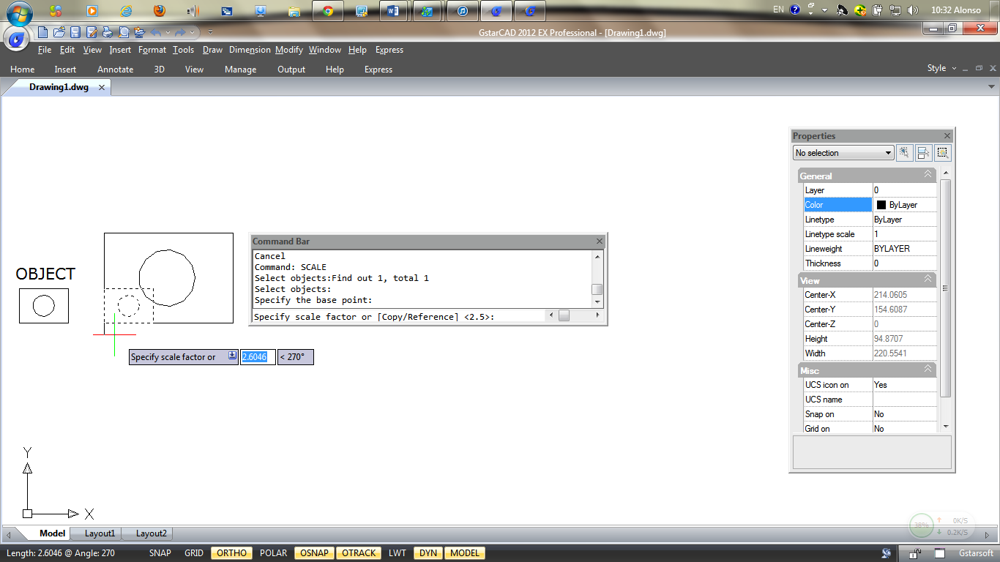 EN
10:32 Alonso
GstarCAD 2012 EX Professional - [Drawing1.dwg]
File Edit View Insert Format Tools Draw Dimension Modify Window Help Express
Home Insert Annotate 3D View Manage Output Help Express
Style
Drawing1.dwg
Properties
No selection
General
Layer 0
Color ByLayer
Linetype ByLayer
Linetype scale 1
Lineweight BYLAYER
Thickness 0
View
Center-X 214.0605
Center-Y 154.6087
Center-Z 0
Height 94.8707
Width 220.5541
Misc
UCS icon on Yes
UCS name
Snap on No
Grid on No
OBJECT
Command Bar
Cancel
Command: SCALE
Select objects:Find out 1, total 1
Select objects:
Specify the base point:
Specify scale factor or [Copy/Reference] <2.5>:
Specify scale factor or 2.6046 < 270°
Y
X
38%
0K/S
0.2K/S
Model Layout1 Layout2
Length: 2.6046 @ Angle: 270 SNAP GRID ORTHO POLAR OSNAP OTRACK LWT DYN MODEL Gstarsoft